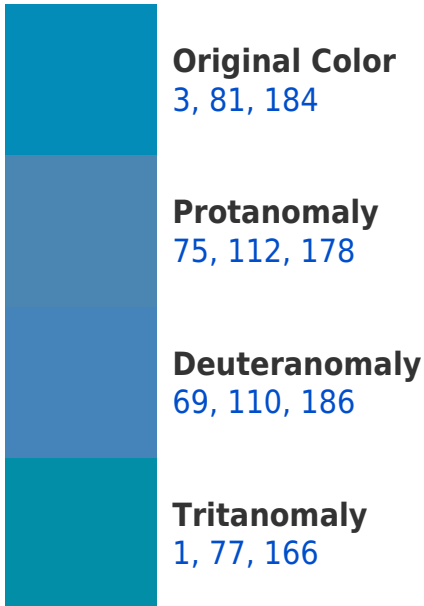 Original Color
3, 81, 184
Protanomaly
75, 112, 178
Deuteranomaly
69, 110, 186
Tritanomaly
1, 77, 166